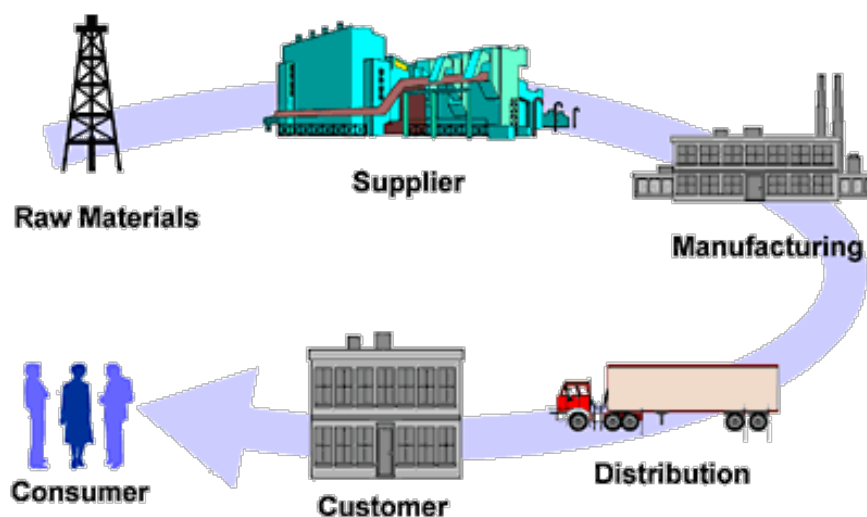 Raw Materials
Supplier
Manufacturing
Distribution
Customer
Consumer